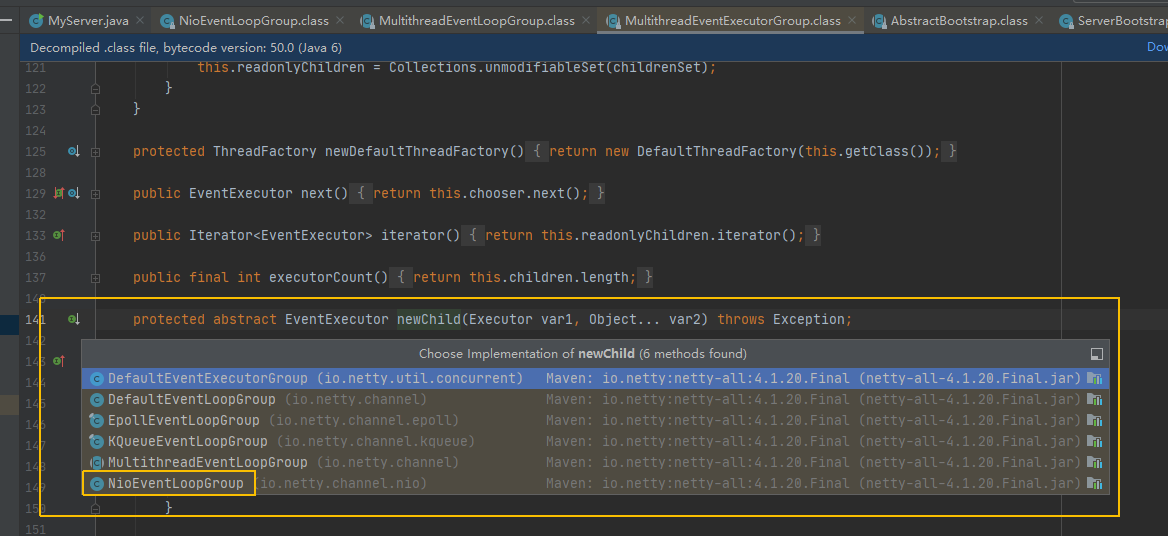 MyServer.java NioEventLoopGroup.class MultithreadEventLoopGroup.class MultithreadEventExecutorGroup.class AbstractBootstrap.class ServerBootstrap
Decompiled .class file, bytecode version: 50.0 (Java 6) Dow
121 this.readonlyChildren = Collections.unmodifiableSet(childrenSet);
122 }
123 }
124
125 protected ThreadFactory newDefaultThreadFactory() { return new DefaultThreadFactory(this.getClass()); }
128
129 public EventExecutor next() { return this.chooser.next(); }
132
133 public Iterator<EventExecutor> iterator() { return this.readonlyChildren.iterator(); }
136
137 public final int executorCount() { return this.children.length; }
140
141 protected abstract EventExecutor newChild(Executor var1, Object... var2) throws Exception;
142
Choose Implementation of newChild (6 methods found)
143
144 DefaultEventExecutorGroup (io.netty.util.concurrent) Maven: io.netty:netty-all:4.1.20.Final (netty-all-4.1.20.Final.jar)
145 DefaultEventLoopGroup (io.netty.channel) Maven: io.netty:netty-all:4.1.20.Final (netty-all-4.1.20.Final.jar)
146 EpollEventLoopGroup (io.netty.channel.epoll) Maven: io.netty:netty-all:4.1.20.Final (netty-all-4.1.20.Final.jar)
147 KQueueEventLoopGroup (io.netty.channel.kqueue) Maven: io.netty:netty-all:4.1.20.Final (netty-all-4.1.20.Final.jar)
148 MultithreadEventLoopGroup (io.netty.channel) Maven: io.netty:netty-all:4.1.20.Final (netty-all-4.1.20.Final.jar)
149 NioEventLoopGroup (io.netty.channel.nio) Maven: io.netty:netty-all:4.1.20.Final (netty-all-4.1.20.Final.jar)
150 }
151